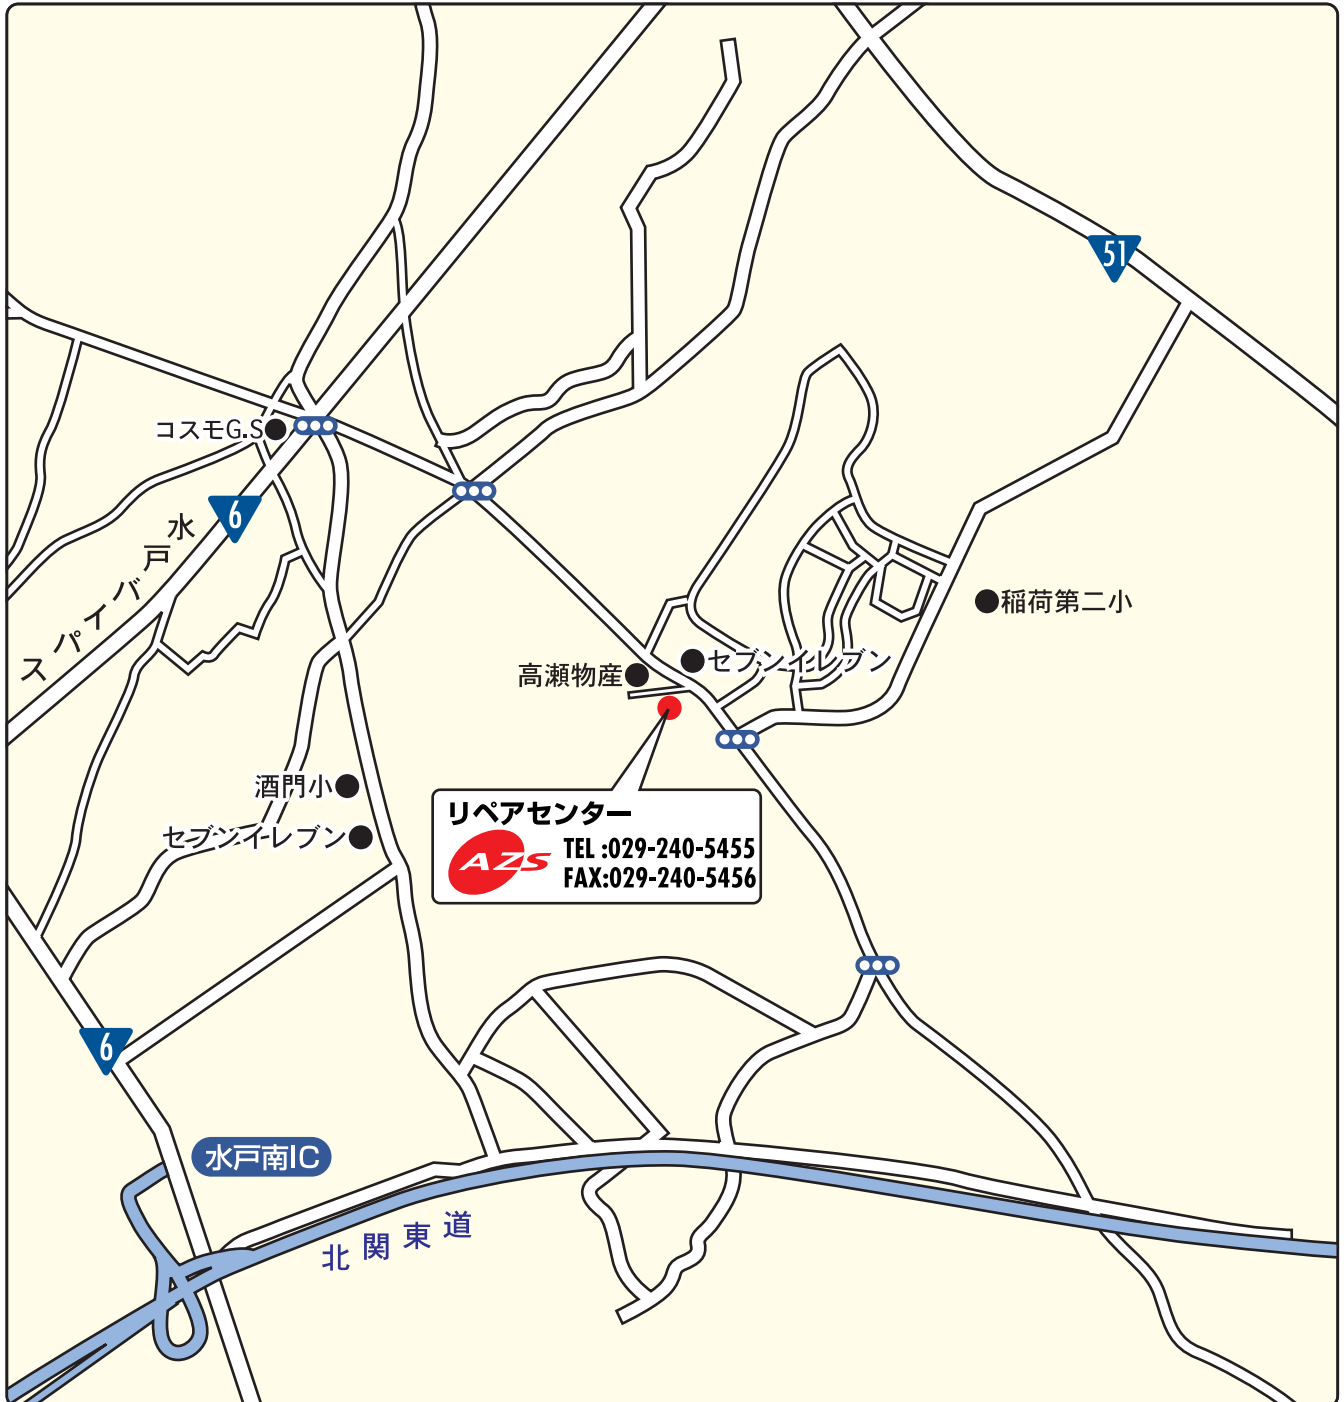 51
コスモG.S
6
水戸バイパス
稲荷第二小
セブンイレブン
高瀬物産
酒門小
セブンイレブン
リペアセンター
AZS
TEL :029-240-5455
FAX:029-240-5456
6
水戸南IC
北関東道